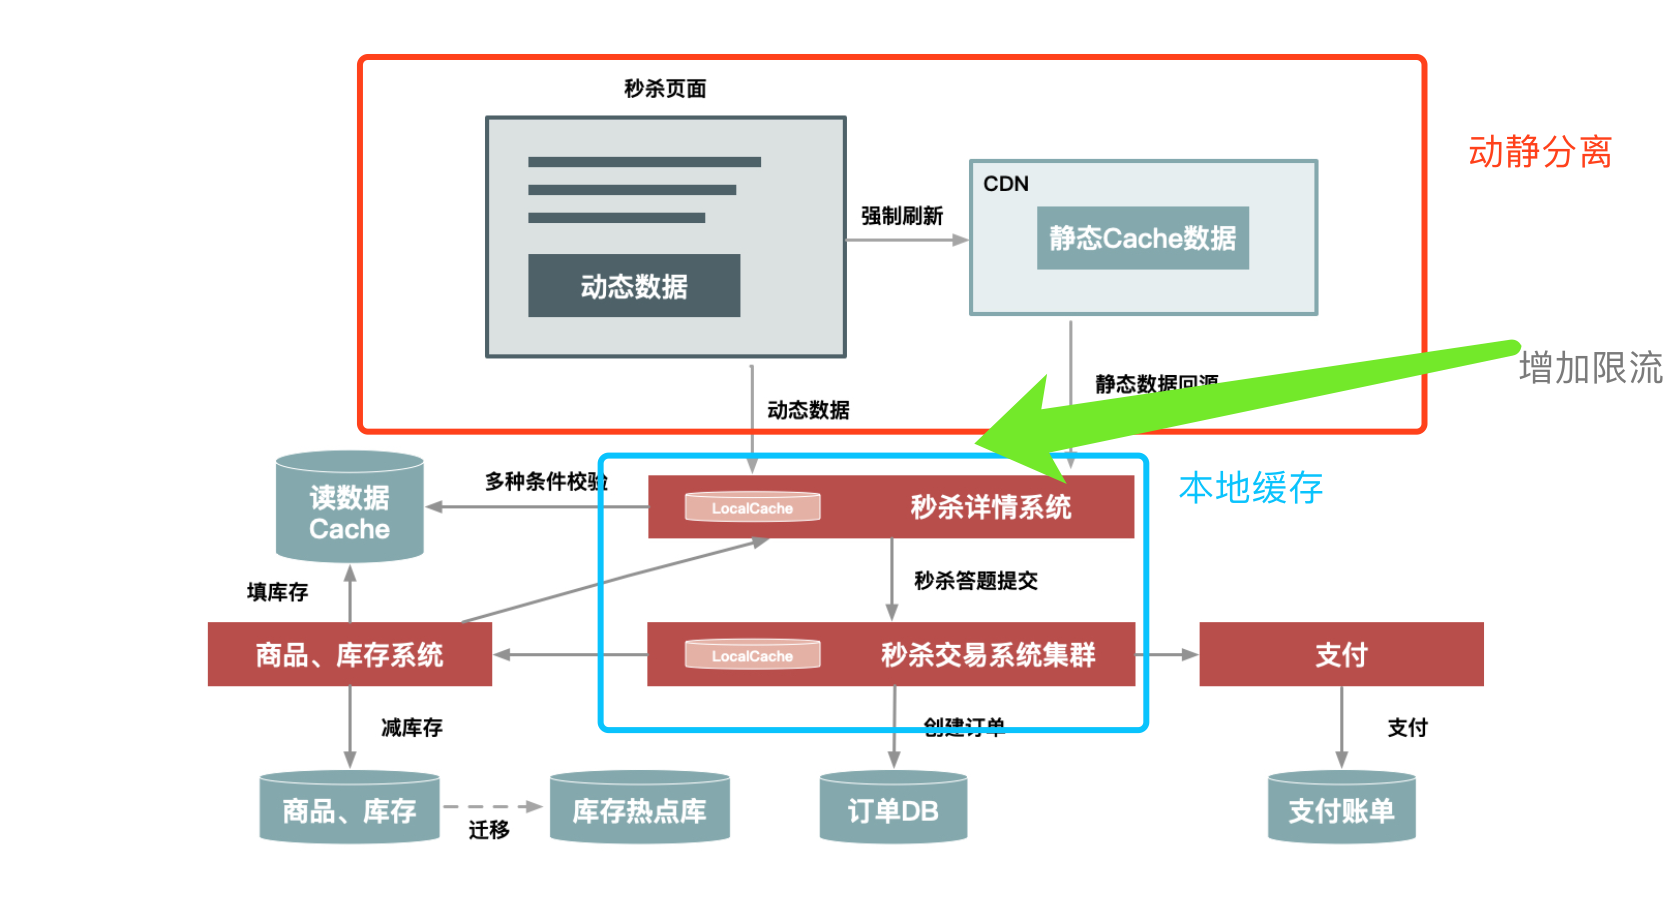 秒杀页面
动静分离
CDN
强制刷新
静态Cache数据
动态数据
增加限流
静态数据回源
动态数据
多种条件校验
本地缓存
读数据
Cache
LocalCache
秒杀详情系统
填库存
秒杀答题提交
商品、库存系统
LocalCache
秒杀交易系统集群
支付
减库存
创建订单
支付
商品、库存
迁移
库存热点库
订单DB
支付账单